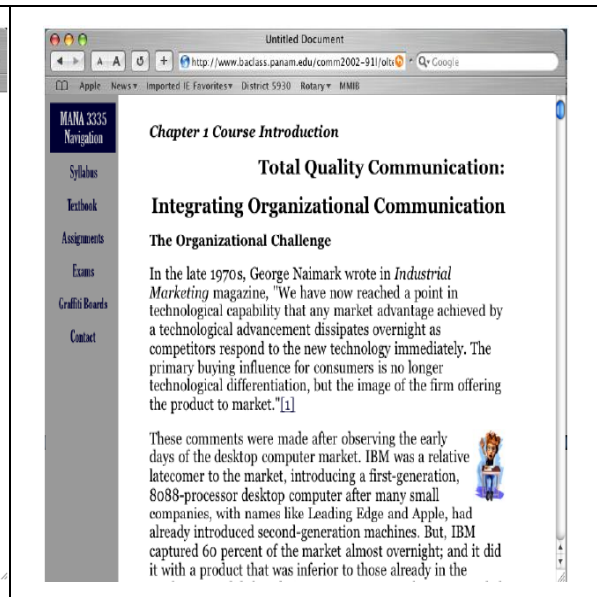 Untitled Document
A A
http://www.baclass.panam.edu/comm2002-91l/olte
Google
Apple News Imported IE Favorites District 5930 Rotary MMIB
MANA 3335
Navigation
Syllabus
Textbook
Assignments
Exams
Graffiti Boards
Contact
Chapter 1 Course Introduction
Total Quality Communication:
Integrating Organizational Communication
The Organizational Challenge
In the late 1970s, George Naimark wrote in Industrial
Marketing magazine, "We have now reached a point in
technological capability that any market advantage achieved by
a technological advancement dissipates overnight as
competitors respond to the new technology immediately. The
primary buying influence for consumers is no longer
technological differentiation, but the image of the firm offering
the product to market."[1]
These comments were made after observing the early
days of the desktop computer market. IBM was a relative
latecomer to the market, introducing a first-generation,
8088-processor desktop computer after many small
companies, with names like Leading Edge and Apple, had
already introduced second-generation machines. But, IBM
captured 60 percent of the market almost overnight; and it did
it with a product that was inferior to those already in the